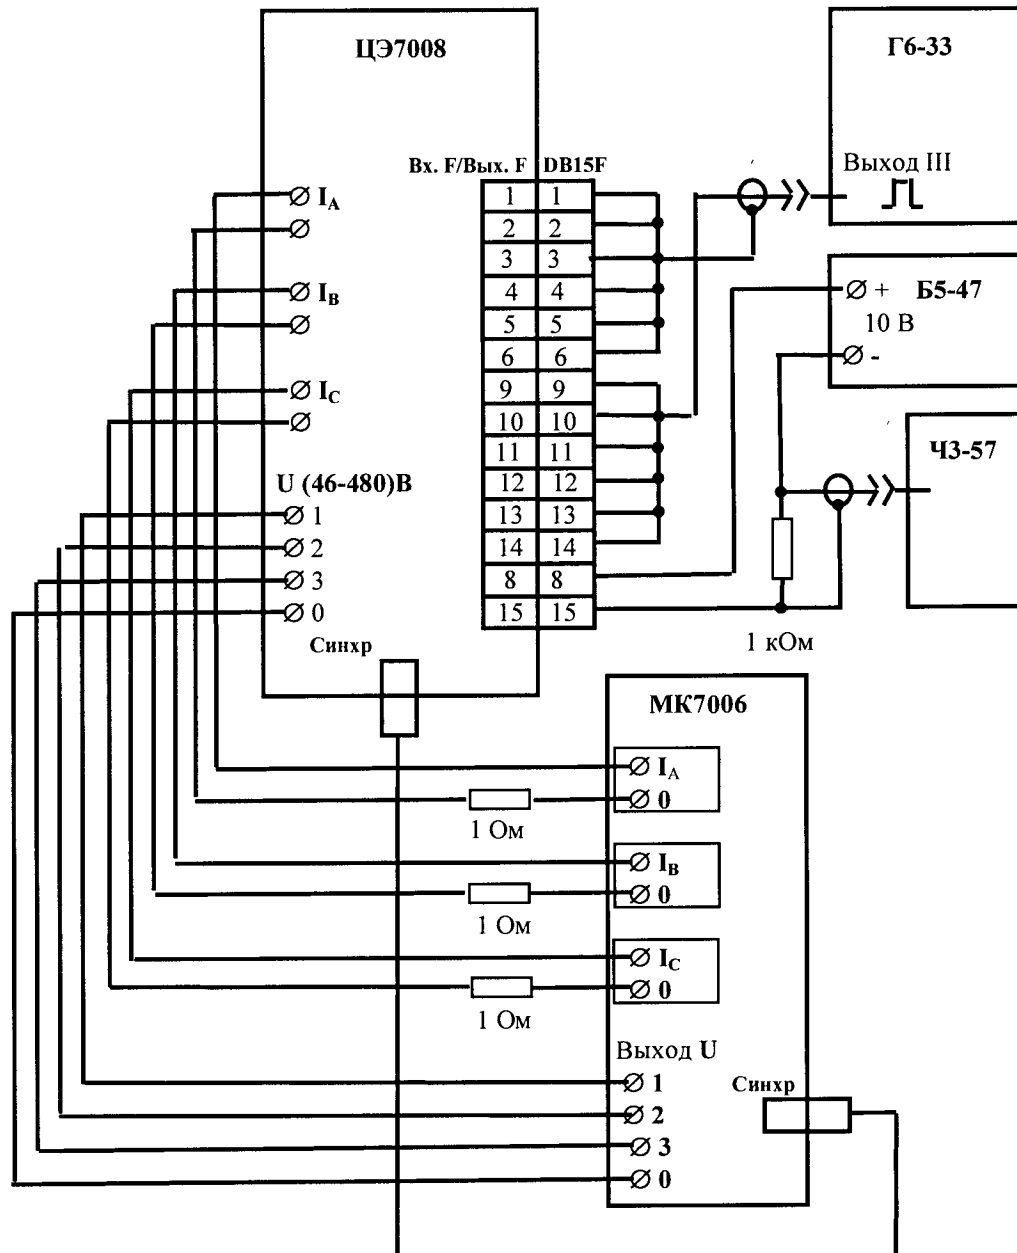 ЦЭ7008
Г6-33
Вх. F/Вых. F DB15F
Выход III
1 1
2 2
3 3
4 4
5 5
6 6
9 9
10 10
11 11
12 12
13 13
14 14
8 8
15 15
I_A
I_B
I_C
U (46-480)В
1
2
3
0
Синхр
+ Б5-47
10 В
-
ЧЗ-57
1 кОм
МК7006
I_A
0
1 Ом
I_B
0
1 Ом
I_C
0
1 Ом
Выход U
1
Синхр
2
3
0